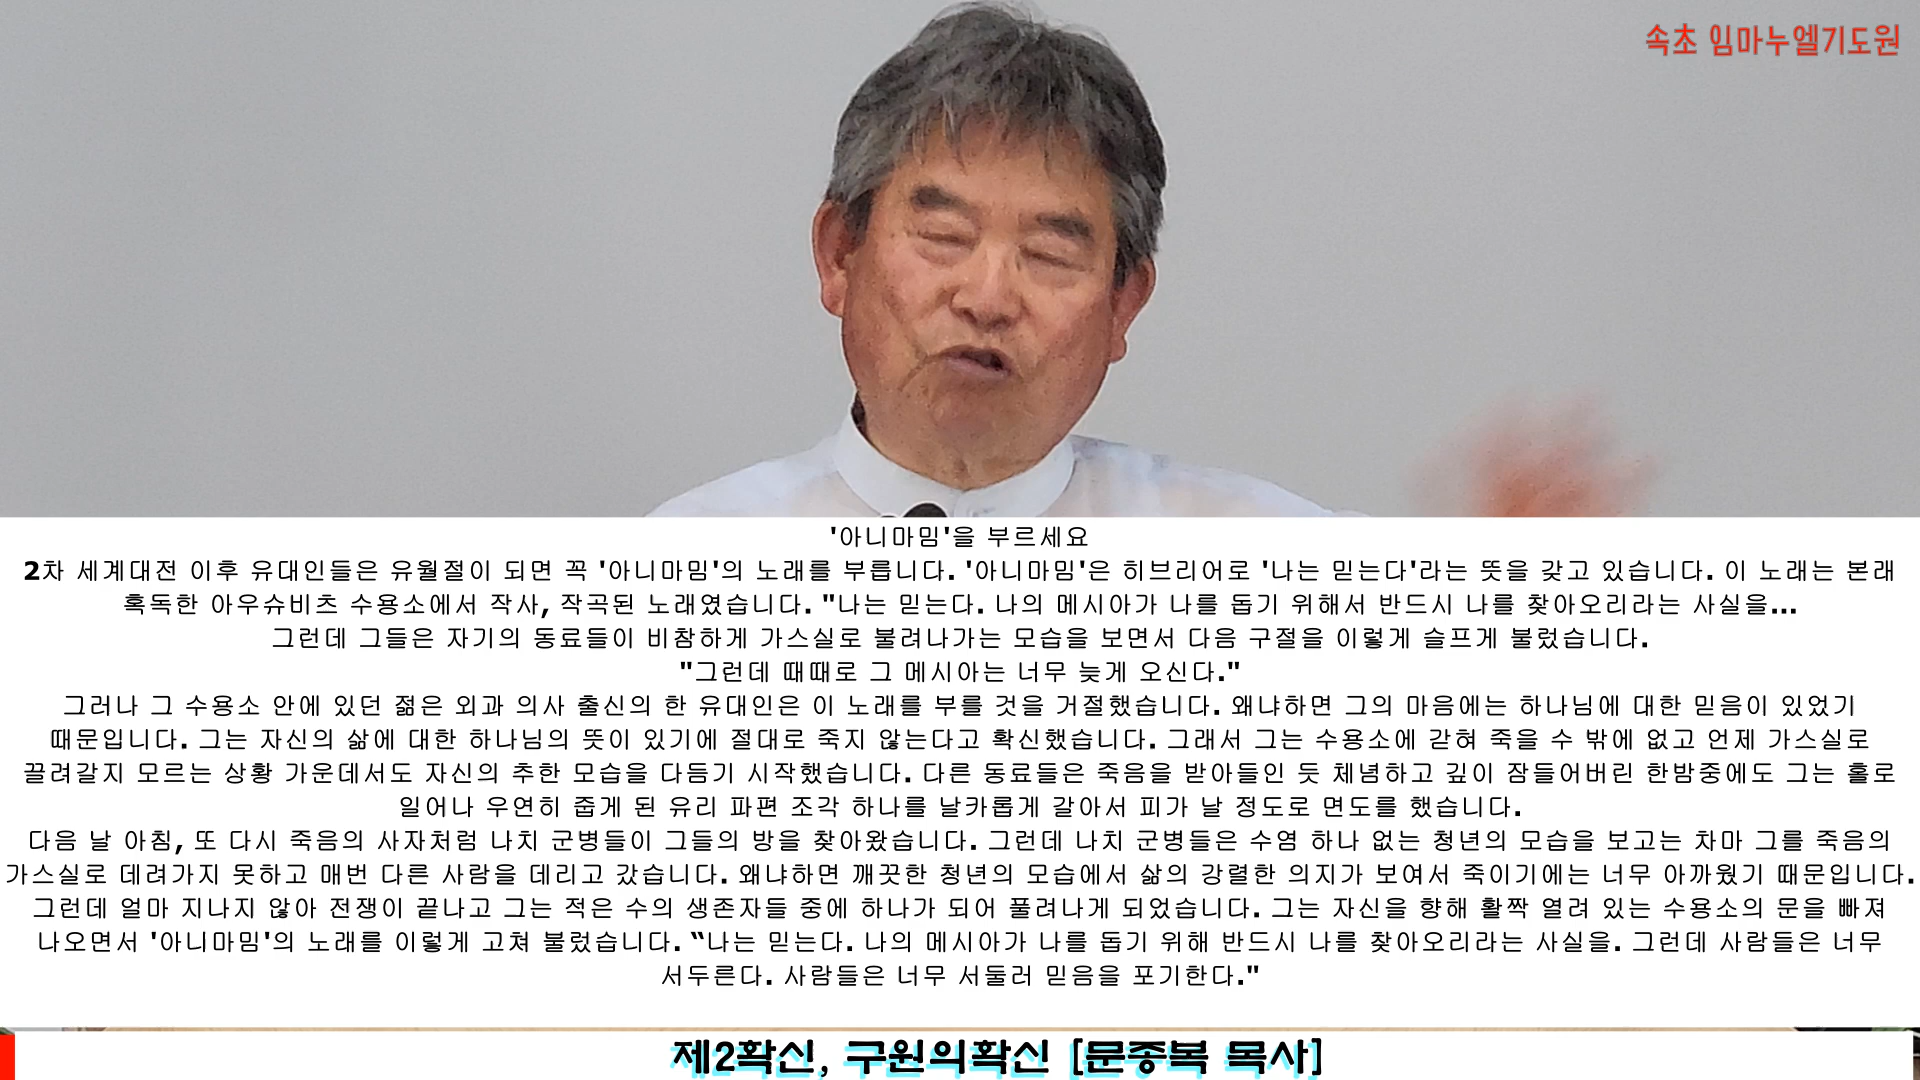 속초 임마누엘기도원
'아니마밈'을 부르세요
2차 세계대전 이후 유대인들은 유월절이 되면 꼭 '아니마밈'의 노래를 부릅니다. '아니마밈'은 히브리어로 '나는 믿는다'라는 뜻을 갖고 있습니다. 이 노래는 본래
혹독한 아우슈비츠 수용소에서 작사, 작곡된 노래였습니다. "나는 믿는다. 나의 메시아가 나를 돕기 위해서 반드시 나를 찾아오리라는 사실을...
그런데 그들은 자기의 동료들이 비참하게 가스실로 불려나가는 모습을 보면서 다음 구절을 이렇게 슬프게 불렀습니다.
"그런데 때때로 그 메시아는 너무 늦게 오신다."
그러나 그 수용소 안에 있던 젊은 외과 의사 출신의 한 유대인은 이 노래를 부를 것을 거절했습니다. 왜냐하면 그의 마음에는 하나님에 대한 믿음이 있었기
때문입니다. 그는 자신의 삶에 대한 하나님의 뜻이 있기에 절대로 죽지 않는다고 확신했습니다. 그래서 그는 수용소에 갇혀 죽을 수 밖에 없고 언제 가스실로
끌려갈지 모르는 상황 가운데서도 자신의 추한 모습을 다듬기 시작했습니다. 다른 동료들은 죽음을 받아들인 듯 체념하고 깊이 잠들어버린 한밤중에도 그는 홀로
일어나 우연히 줍게 된 유리 파편 조각 하나를 날카롭게 갈아서 피가 날 정도로 면도를 했습니다.
다음 날 아침, 또 다시 죽음의 사자처럼 나치 군병들이 그들의 방을 찾아왔습니다. 그런데 나치 군병들은 수염 하나 없는 청년의 모습을 보고는 차마 그를 죽음의
가스실로 데려가지 못하고 매번 다른 사람을 데리고 갔습니다. 왜냐하면 깨끗한 청년의 모습에서 삶의 강렬한 의지가 보여서 죽이기에는 너무 아까웠기 때문입니다.
그런데 얼마 지나지 않아 전쟁이 끝나고 그는 적은 수의 생존자들 중에 하나가 되어 풀려나게 되었습니다. 그는 자신을 향해 활짝 열려 있는 수용소의 문을 빠져
나오면서 '아니마밈'의 노래를 이렇게 고쳐 불렀습니다. “나는 믿는다. 나의 메시아가 나를 돕기 위해 반드시 나를 찾아오리라는 사실을. 그런데 사람들은 너무
서두른다. 사람들은 너무 서둘러 믿음을 포기한다."
제2확신, 구원의확신 [문종복 목사]